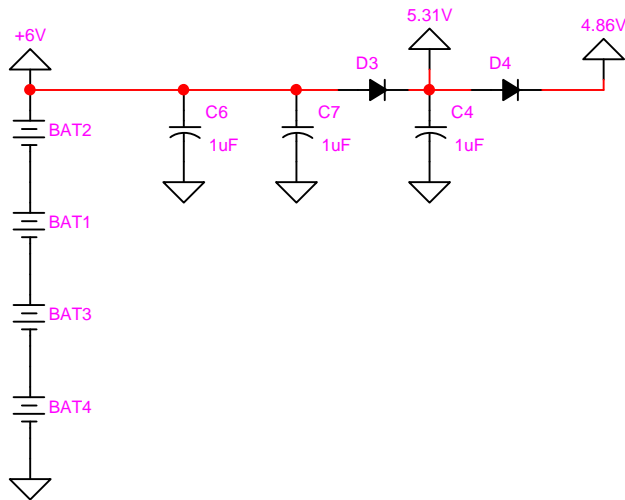 +6V
5.31V
4.86V
D3
D4
C6
1uF
C7
1uF
C4
1uF
BAT2
BAT1
BAT3
BAT4